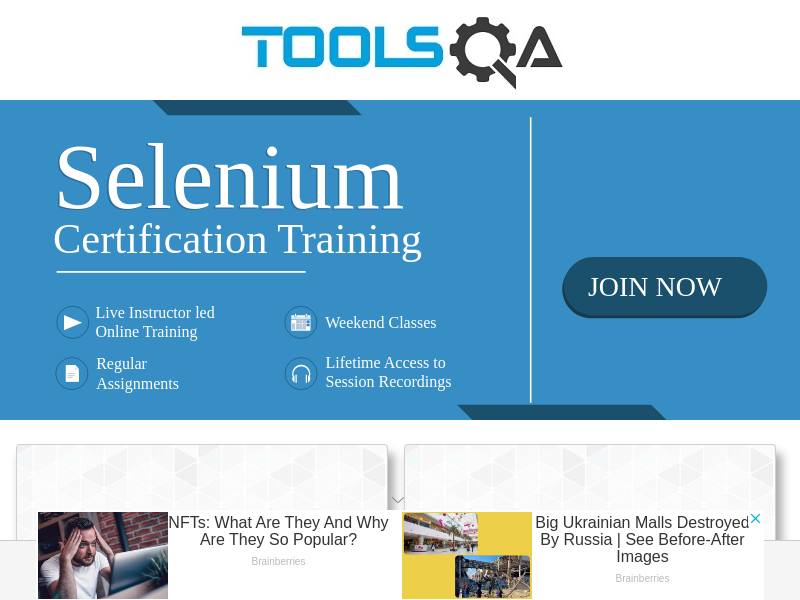 TOOLSQA
Selenium
Certification Training
JOIN NOW
Live Instructor led
Online Training
Weekend Classes
Regular
Assignments
Lifetime Access to
Session Recordings
NFTs: What Are They And Why
Are They So Popular?
Brainberries
Big Ukrainian Malls Destroyed
By Russia | See Before-After
Images
Brainberries